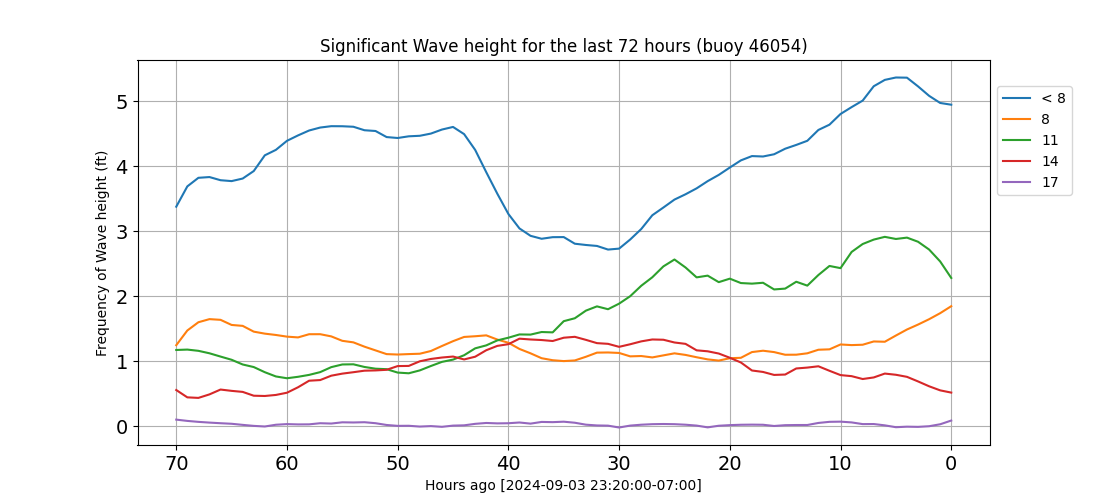 Significant Wave height for the last 72 hours (buoy 46054)
Frequency of Wave height (ft)
5
4
3
2
1
0
70 60 50 40 30 20 10 0
Hours ago [2024-09-03 23:20:00-07:00]
< 8
8
11
14
17